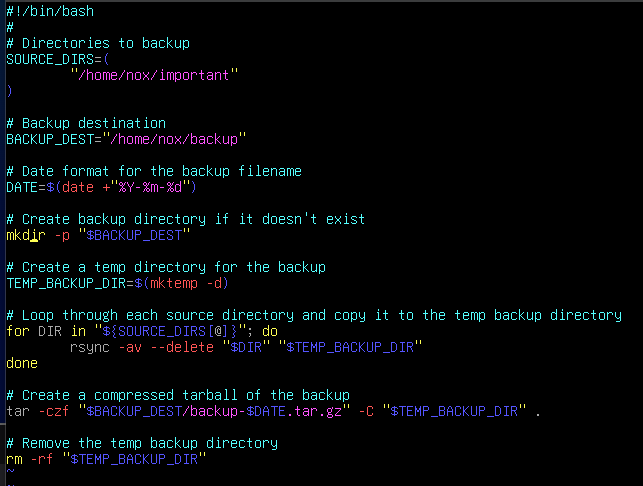 #!/bin/bash
#
# Directories to backup
SOURCE_DIRS=(
        "/home/nox/important"
)

# Backup destination
BACKUP_DEST="/home/nox/backup"

# Date format for the backup filename
DATE=$(date +"%Y-%m-%d")

# Create backup directory if it doesn't exist
mkdir -p "$BACKUP_DEST"

# Create a temp directory for the backup
TEMP_BACKUP_DIR=$(mktemp -d)

# Loop through each source directory and copy it to the temp backup directory
for DIR in "${SOURCE_DIRS[@]}"; do
        rsync -av --delete "$DIR" "$TEMP_BACKUP_DIR"
done

# Create a compressed tarball of the backup
tar -czf "$BACKUP_DEST/backup-$DATE.tar.gz" -C "$TEMP_BACKUP_DIR" .

# Remove the temp backup directory
rm -rf "$TEMP_BACKUP_DIR"
~
~